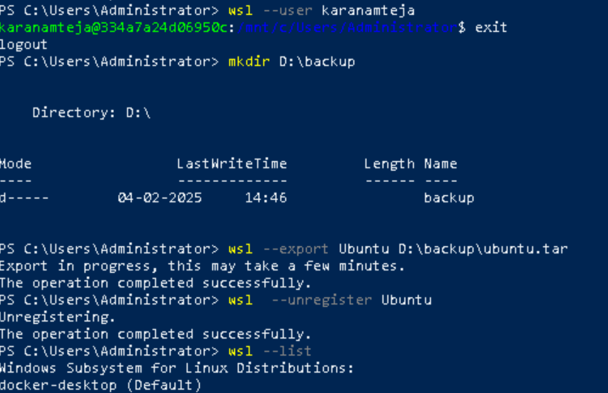 PS C:\Users\Administrator> wsl --user karanamteja
karanamteja@334a7a24d06950c:/mnt/c/Users/Administrator$ exit
logout
PS C:\Users\Administrator> mkdir D:\backup
Directory: D:\
Mode LastWriteTime Length Name
---- ------------- ------ ----
d----- 04-02-2025 14:46 backup
PS C:\Users\Administrator> wsl --export Ubuntu D:\backup\ubuntu.tar
Export in progress, this may take a few minutes.
The operation completed successfully.
PS C:\Users\Administrator> wsl --unregister Ubuntu
Unregistering.
The operation completed successfully.
PS C:\Users\Administrator> wsl --list
Windows Subsystem for Linux Distributions:
docker-desktop (Default)